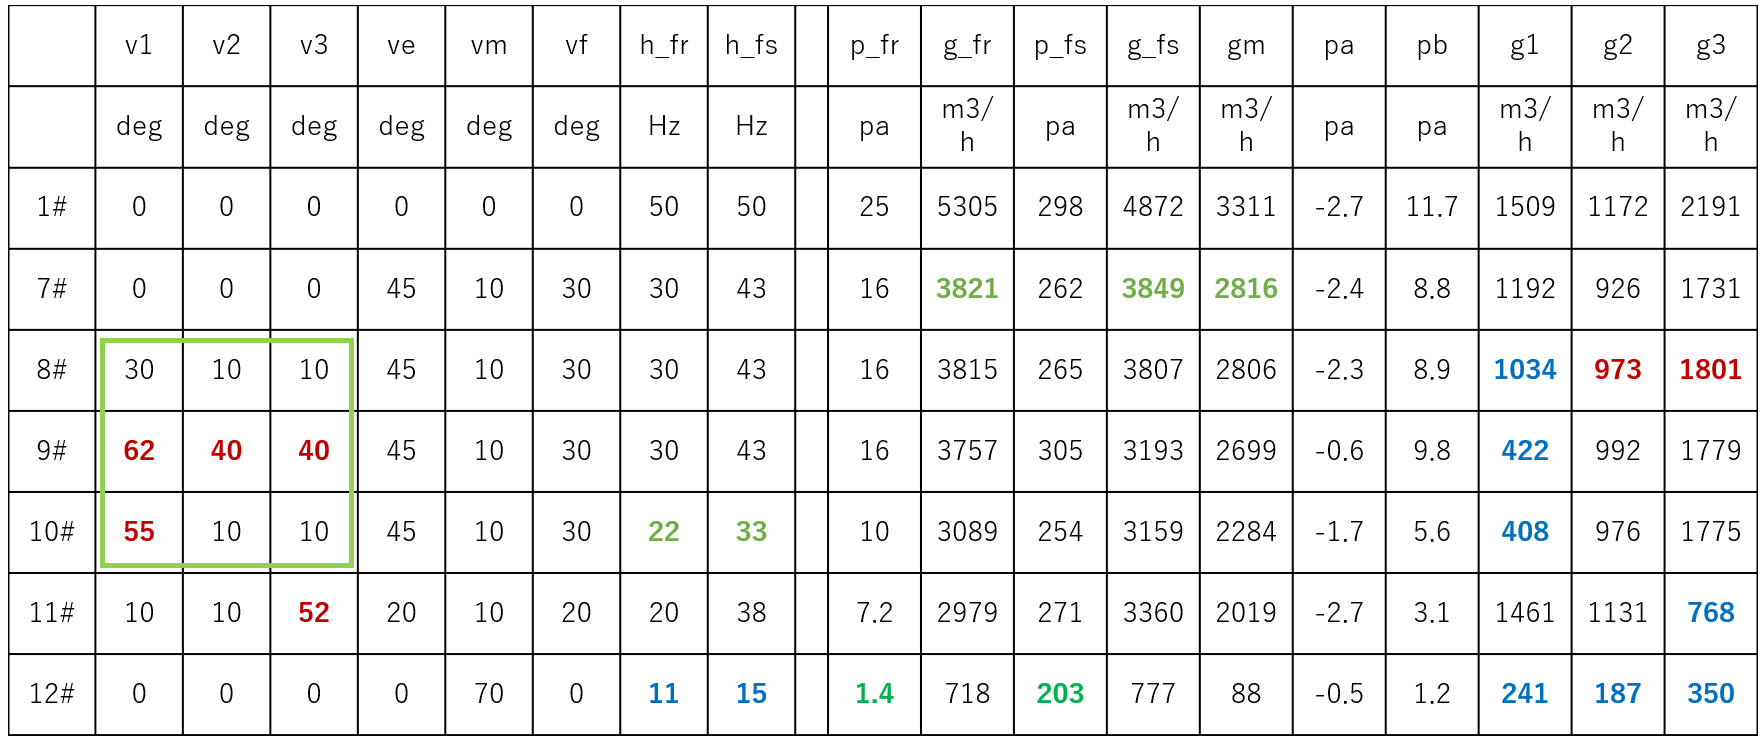 v1 v2 v3 ve vm vf h_fr h_fs p_fr g_fr p_fs g_fs gm pa pb g1 g2 g3
deg deg deg deg deg deg Hz Hz pa m3/h pa m3/h m3/h pa pa m3/h m3/h m3/h
1# 0 0 0 0 0 0 50 50 25 5305 298 4872 3311 -2.7 11.7 1509 1172 2191
7# 0 0 0 45 10 30 30 43 16 3821 262 3849 2816 -2.4 8.8 1192 926 1731
8# 30 10 10 45 10 30 30 43 16 3815 265 3807 2806 -2.3 8.9 1034 973 1801
9# 62 40 40 45 10 30 30 43 16 3757 305 3193 2699 -0.6 9.8 422 992 1779
10# 55 10 10 45 10 30 22 33 10 3089 254 3159 2284 -1.7 5.6 408 976 1775
11# 10 10 52 20 10 20 20 38 7.2 2979 271 3360 2019 -2.7 3.1 1461 1131 768
12# 0 0 0 0 70 0 11 15 1.4 718 203 777 88 -0.5 1.2 241 187 350